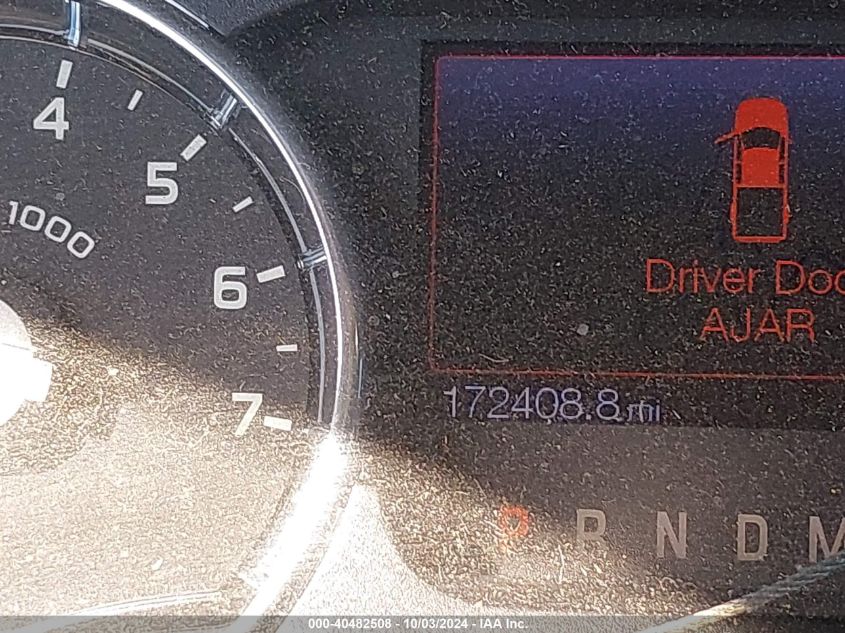 4
5
1000
6
7
Driver Doo
AJAR
172408.8 mi
P R N D M
000-40482508 - 10/03/2024 - IAA Inc.